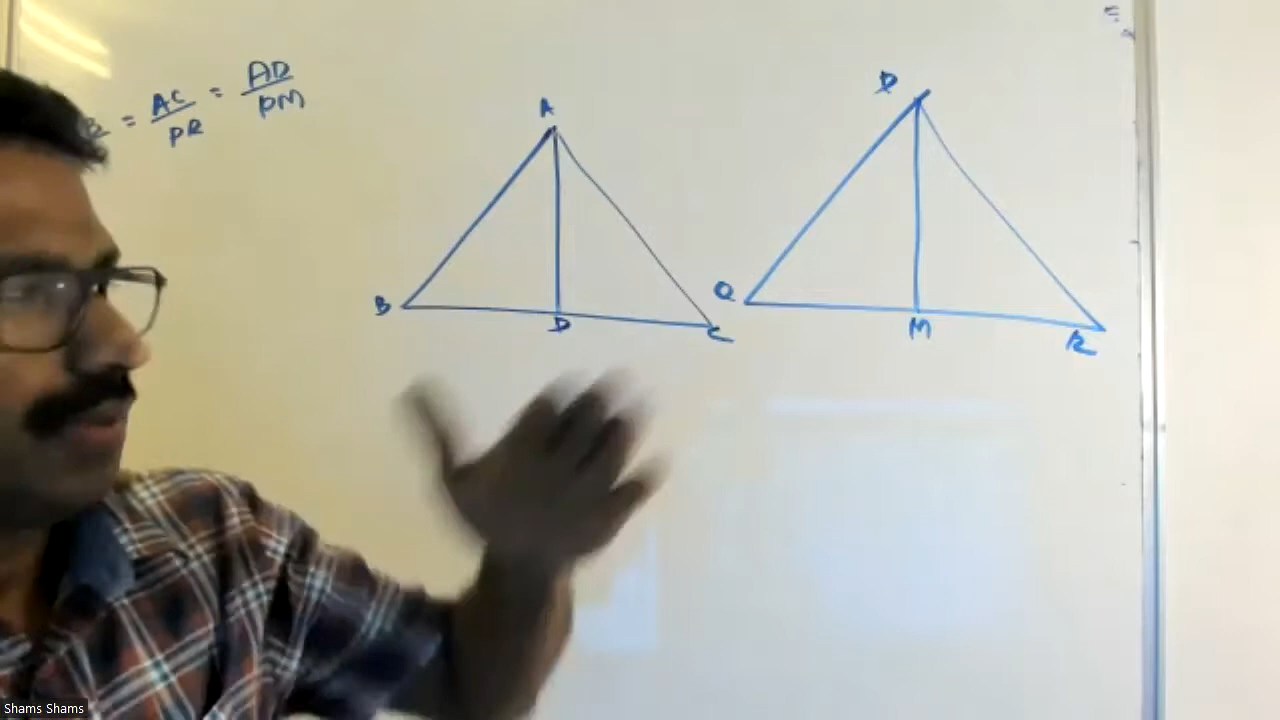 = AC/PR = AD/PM
A
P
B
D
C
Q
M
R
Shams Shams